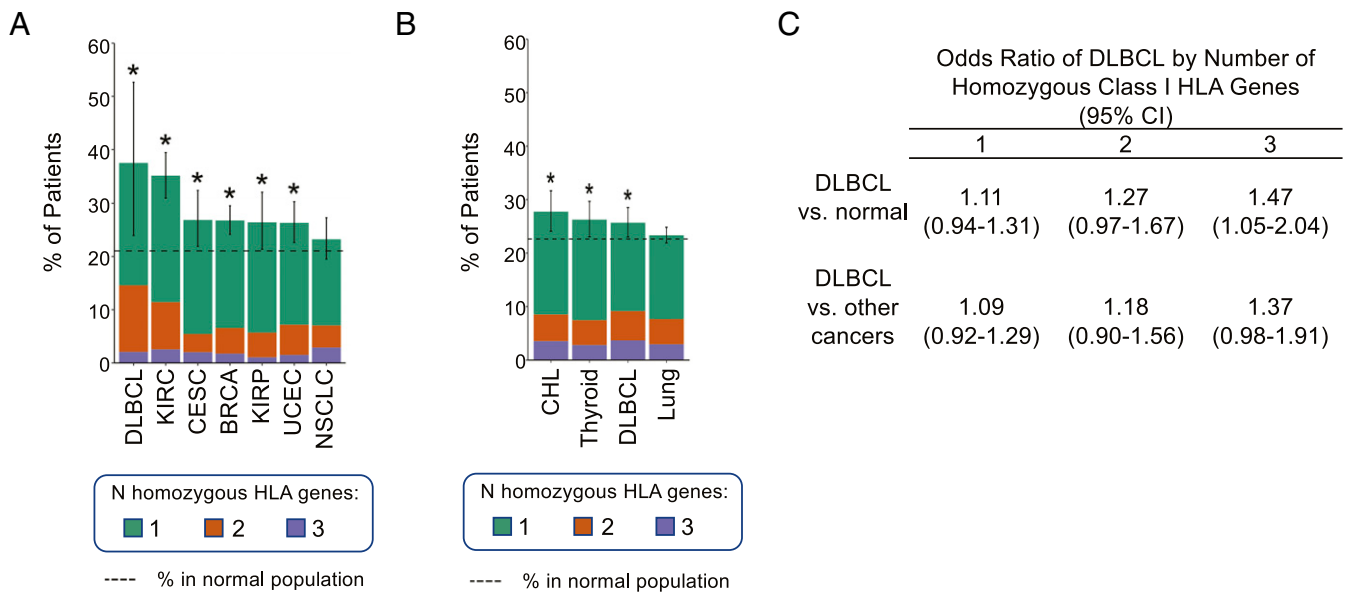 A
% of Patients
60
50
40
30
20
10
0
*
*
*
*
*
*
DLBCL
KIRC
CESC
BRCA
KIRP
UCEC
NSCLC
N homozygous HLA genes:
1 2 3
% in normal population
B
% of Patients
60
50
40
30
20
10
0
*
*
*
CHL
Thyroid
DLBCL
Lung
N homozygous HLA genes:
1 2 3
% in normal population
C
Odds Ratio of DLBCL by Number of
Homozygous Class I HLA Genes
(95% CI)
1 2 3
DLBCL
vs. normal
1.11 1.27 1.47
(0.94-1.31) (0.97-1.67) (1.05-2.04)
DLBCL
vs. other
cancers
1.09 1.18 1.37
(0.92-1.29) (0.90-1.56) (0.98-1.91)